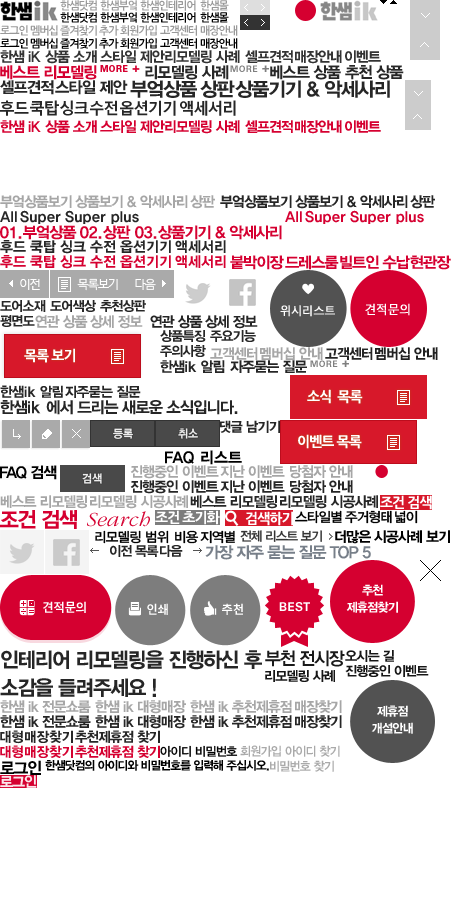 한샘ik 한샘닷컴 한샘부엌 한샘인테리어 한샘몰 한샘ik
한샘닷컴 한샘부엌 한샘인테리어 한샘몰
로그인 멤버십 즐겨찾기 추가 회원가입 고객센터 매장안내
로그인 멤버십 즐겨찾기 추가 회원가입 고객센터 매장안내
한샘 iK 상품 소개 스타일 제안 리모델링 사례 셀프견적 매장안내 이벤트
베스트 리모델링 MORE + 리모델링 사례 MORE + 베스트 상품 추천 상품
셀프견적 스타일 제안 부엌상품 상판 상품기기 & 악세사리
후드 쿡탑 싱크 수전 옵션기기 액세서리
한샘 iK 상품 소개 스타일 제안 리모델링 사례 셀프견적 매장안내 이벤트
부엌상품보기 상품보기 & 악세사리 상판 부엌상품보기 상품보기 & 악세사리 상판
All Super Super plus All Super Super plus
01.부엌상품 02.상판 03.상품기기 & 악세사리
후드 쿡탑 싱크 수전 옵션기기 액세서리
후드 쿡탑 싱크 수전 옵션기기 액세서리 붙박이장 드레스룸 빌트인 수납 현관장
이전 목록보기 다음
도어소재 도어색상 추천상판
위시리스트 견적문의
평면도 연관 상품 상세 정보 연관 상품 상세 정보
상품특징 주요기능
주의사항 고객센터 멤버십 안내 고객센터 멤버십 안내
목록 보기
한샘ik 알림 자주묻는 질문 MORE +
한샘ik 알림 자주묻는 질문
소식 목록
한샘ik 에서 드리는 새로운 소식입니다.
등록 취소 댓글 남기기
이벤트 목록
FAQ 리스트
FAQ 검색 검색 진행중인 이벤트 지난 이벤트 당첨자 안내
진행중인 이벤트 지난 이벤트 당첨자 안내
베스트 리모델링 리모델링 시공사례 베스트 리모델링 리모델링 시공사례 조건 검색
조건 검색 Search 조건 초기화 검색하기 스타일별 주거형태 넓이
리모델링 범위 비용 지역별 전체 리스트 보기 더많은 시공사례 보기
이전 목록 다음 가장 자주 묻는 질문 TOP 5
견적문의 인쇄 추천 BEST 추천 제휴점찾기
인테리어 리모델링을 진행하신 후 부천 전시장 오시는 길
소감을 들려주세요! 리모델링 사례 진행중인 이벤트
한샘 ik 전문쇼룸 한샘 ik 대형매장 한샘 ik 추천제휴점 매장찾기
한샘 ik 전문쇼룸 한샘 ik 대형매장 한샘 ik 추천제휴점 매장찾기
제휴점 개설안내
대형매장찾기 추천제휴점 찾기
대형매장찾기 추천제휴점 찾기 아이디 비밀번호 회원가입 아이디 찾기
로그인 한샘닷컴의 아이디와 비밀번호를 입력해 주십시오. 비밀번호 찾기
로그인